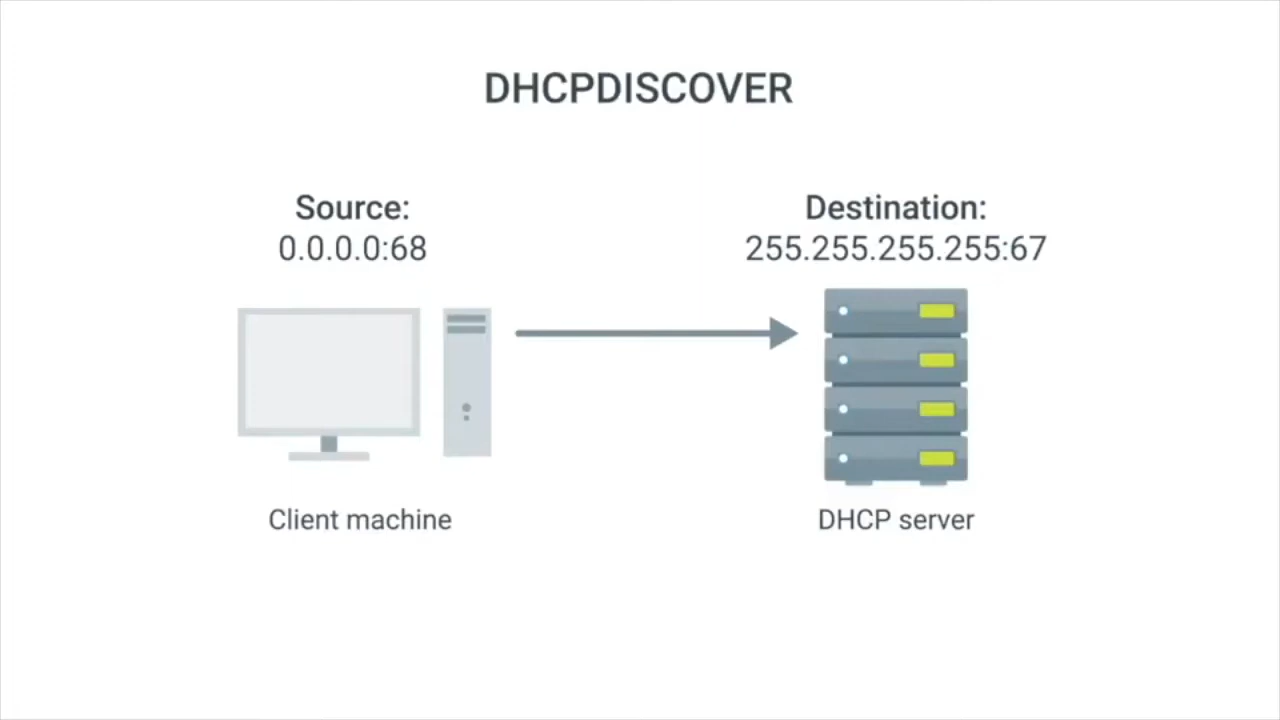 DHCPDISCOVER
Source:
0.0.0.0:68
Destination:
255.255.255.255:67
Client machine
DHCP server